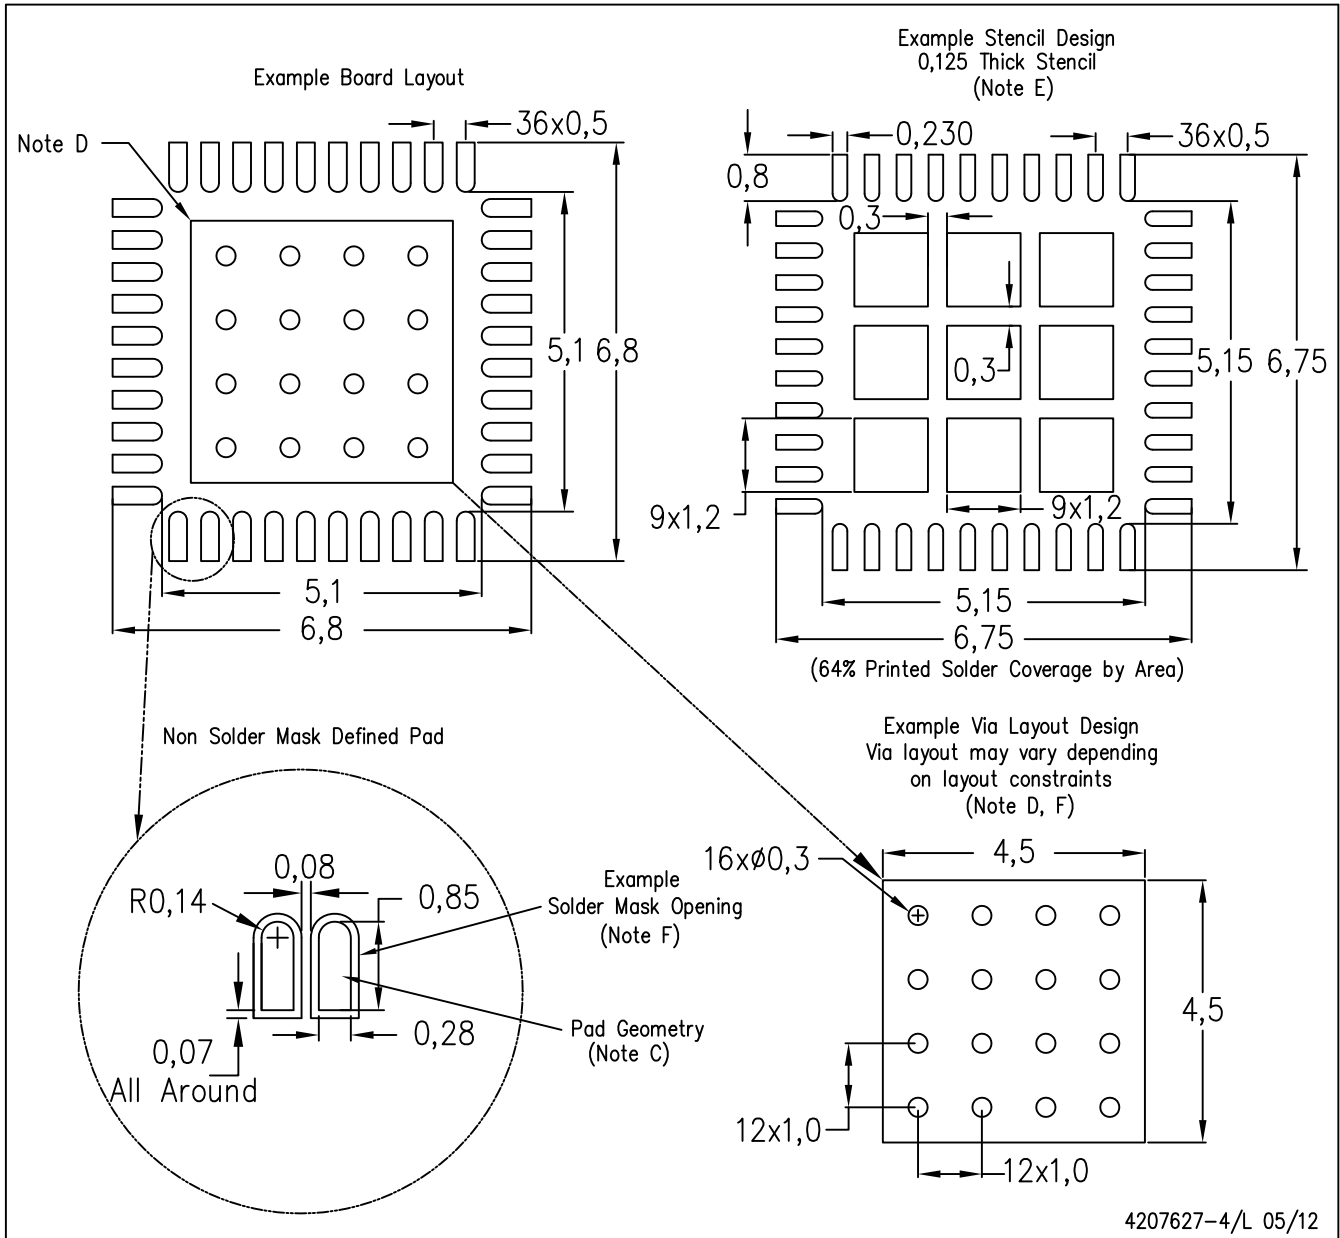 Example Board Layout
Note D
36x0,5
5,1
6,8
5,1
6,8
Example Stencil Design
0,125 Thick Stencil
(Note E)
0,230
36x0,5
0,8
0,3
0,3
5,15
6,75
9x1,2
9x1,2
5,15
6,75
(64% Printed Solder Coverage by Area)
Non Solder Mask Defined Pad
0,08
R0,14
0,85
Example
Solder Mask Opening
(Note F)
0,28
Pad Geometry
(Note C)
0,07
All Around
Example Via Layout Design
Via layout may vary depending
on layout constraints
(Note D, F)
16xø0,3
4,5
4,5
12x1,0
12x1,0
4207627-4/L 05/12